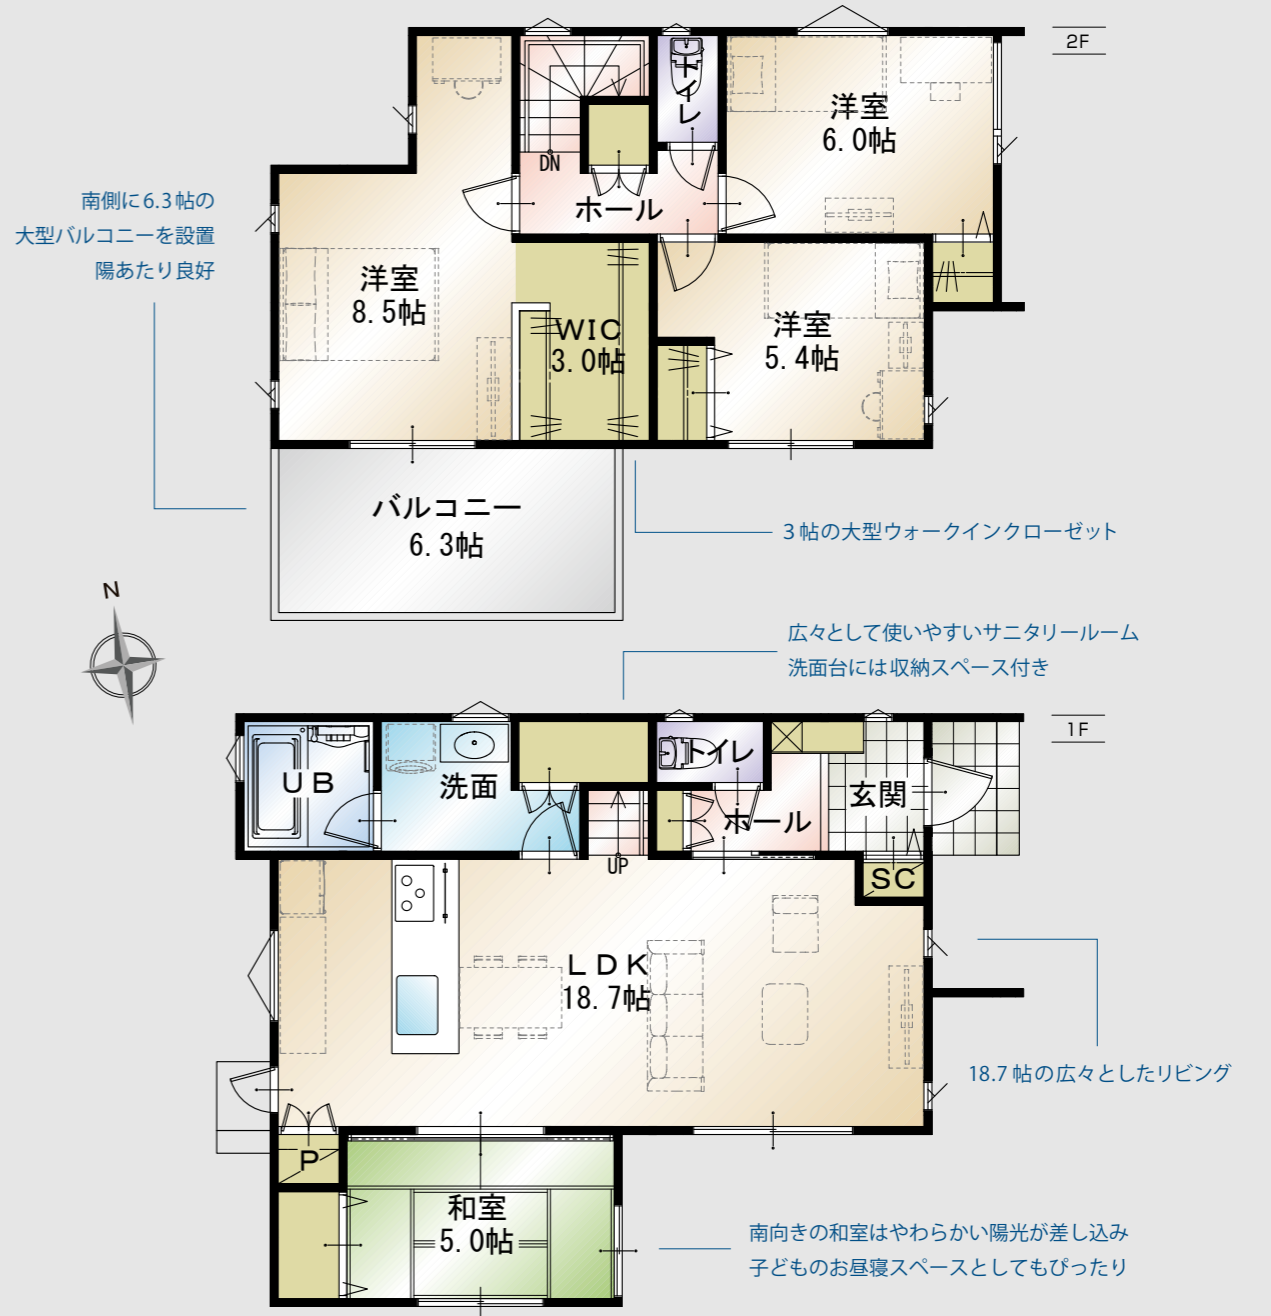 2F
洋室
6.0帖
トイレ
DN
ホール
南側に6.3帖の
大型バルコニーを設置
陽あたり良好
洋室
8.5帖
WIC
3.0帖
洋室
5.4帖
バルコニー
6.3帖
3帖の大型ウォークインクローゼット
N
広々として使いやすいサニタリールーム
洗面台には収納スペース付き
1F
UB
洗面
トイレ
ホール
玄関
UP
SC
LDK
18.7帖
18.7帖の広々としたリビング
P
和室
5.0帖
南向きの和室はやわらかい陽光が差し込み
子どものお昼寝スペースとしてもぴったり